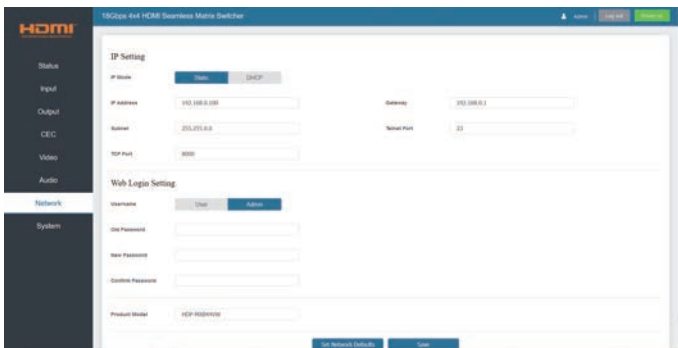 HDMI
18Gbps 4x4 HDMI Seamless Matrix Switcher
Admin
Log out
Status
Input
Output
CEC
Video
Audio
Network
System
IP Setting
IP Mode
Static
DHCP
IP Address
192.168.0.100
Gateway
192.168.0.1
Subnet
255.255.0.0
Telnet Port
23
TCP Port
8000
Web Login Setting
Username
User
Admin
Old Password
New Password
Confirm Password
Product Model
Set Network Defaults
Save